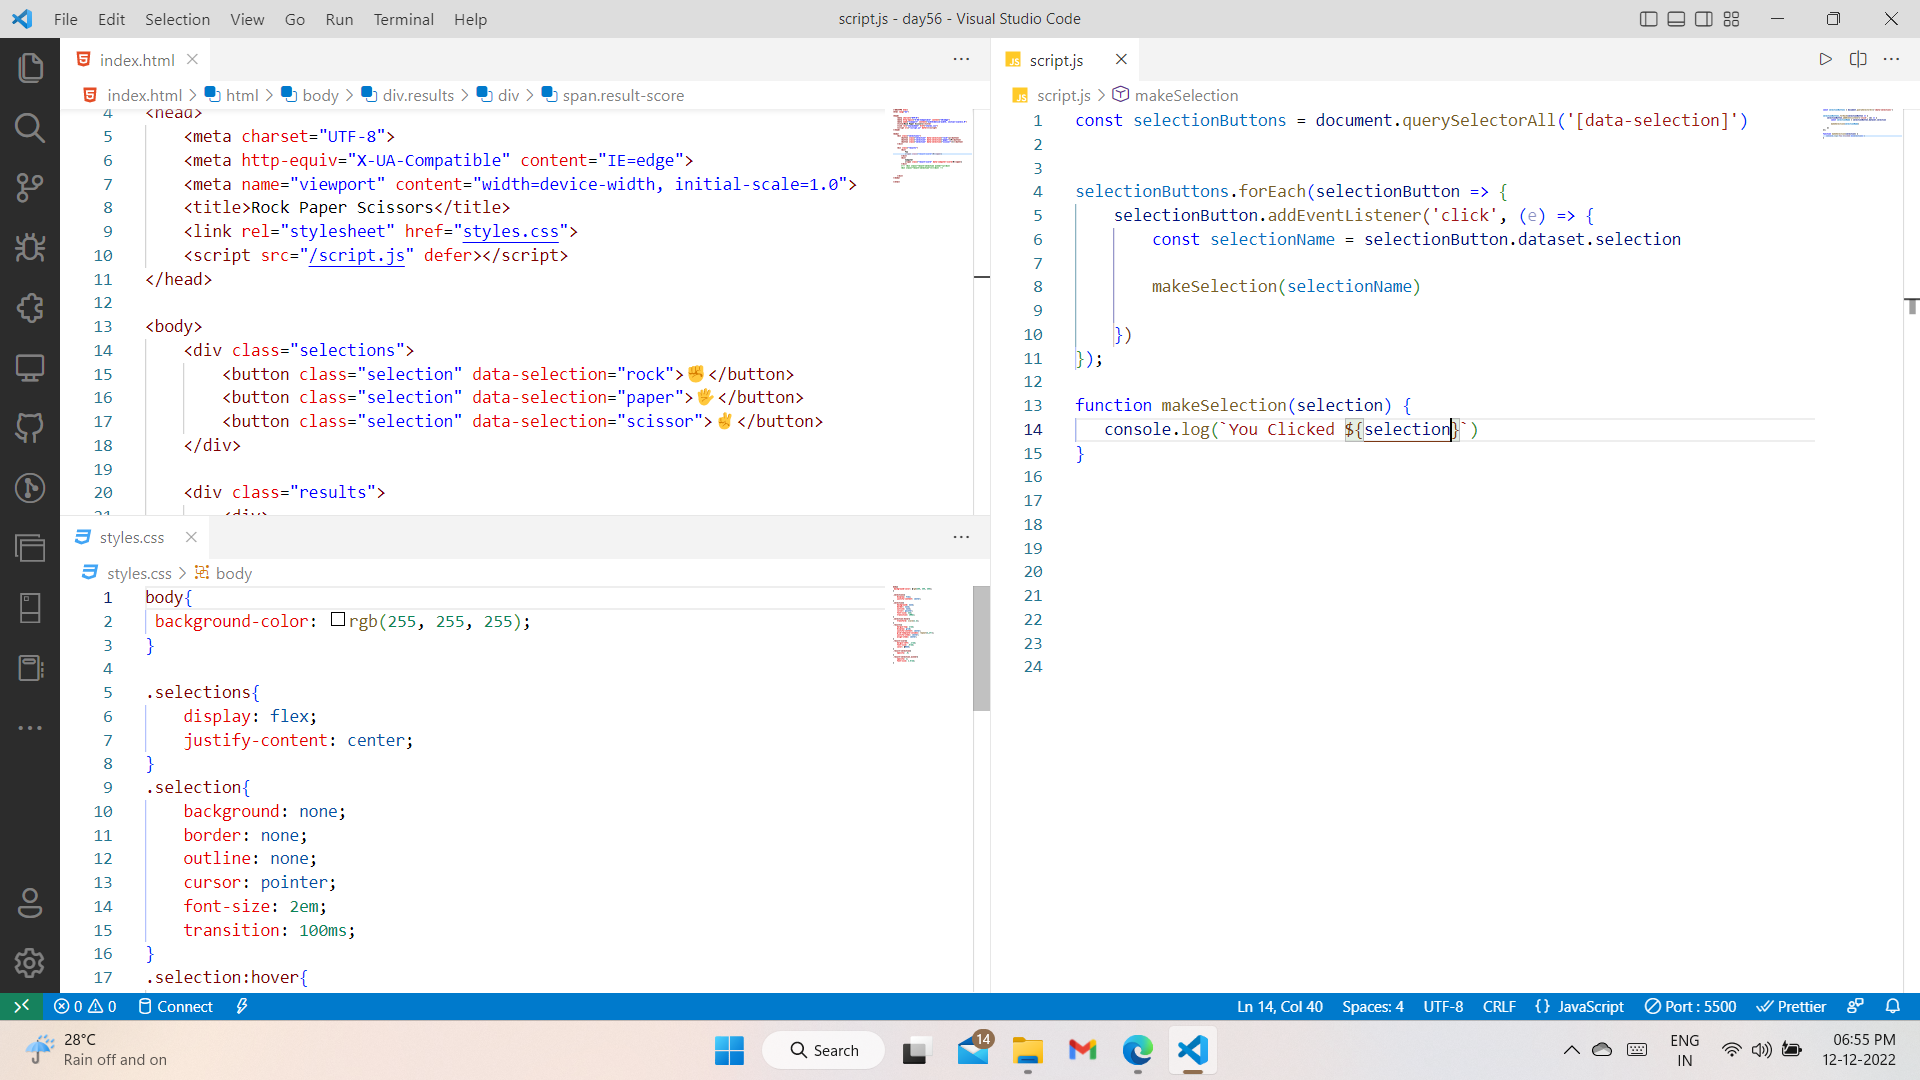 File Edit Selection View Go Run Terminal Help
script.js - day56 - Visual Studio Code
index.html
index.html > html > body > div.results > div > span.result-score
4 <head>
5 <meta charset="UTF-8">
6 <meta http-equiv="X-UA-Compatible" content="IE=edge">
7 <meta name="viewport" content="width=device-width, initial-scale=1.0">
8 <title>Rock Paper Scissors</title>
9 <link rel="stylesheet" href="styles.css">
10 <script src="/script.js" defer></script>
11 </head>
12
13 <body>
14 <div class="selections">
15 <button class="selection" data-selection="rock">✊</button>
16 <button class="selection" data-selection="paper">🖐</button>
17 <button class="selection" data-selection="scissor">✌</button>
18 </div>
19
20 <div class="results">
21 <div>
styles.css
styles.css > body
1 body{
2 background-color: rgb(255, 255, 255);
3 }
4
5 .selections{
6 display: flex;
7 justify-content: center;
8 }
9 .selection{
10 background: none;
11 border: none;
12 outline: none;
13 cursor: pointer;
14 font-size: 2em;
15 transition: 100ms;
16 }
17 .selection:hover{
JS script.js
JS script.js > makeSelection
1 const selectionButtons = document.querySelectorAll('[data-selection]')
2
3
4 selectionButtons.forEach(selectionButton => {
5 selectionButton.addEventListener('click', (e) => {
6 const selectionName = selectionButton.dataset.selection
7
8 makeSelection(selectionName)
9
10 })
11 });
12
13 function makeSelection(selection) {
14 console.log(`You Clicked ${selection}`)
15 }
16
17
18
19
20
21
22
23
24
0 0 Connect
Ln 14, Col 40 Spaces: 4 UTF-8 CRLF {} JavaScript Port : 5500 Prettier
28°C
Rain off and on
Search
14
ENG
IN
06:55 PM
12-12-2022